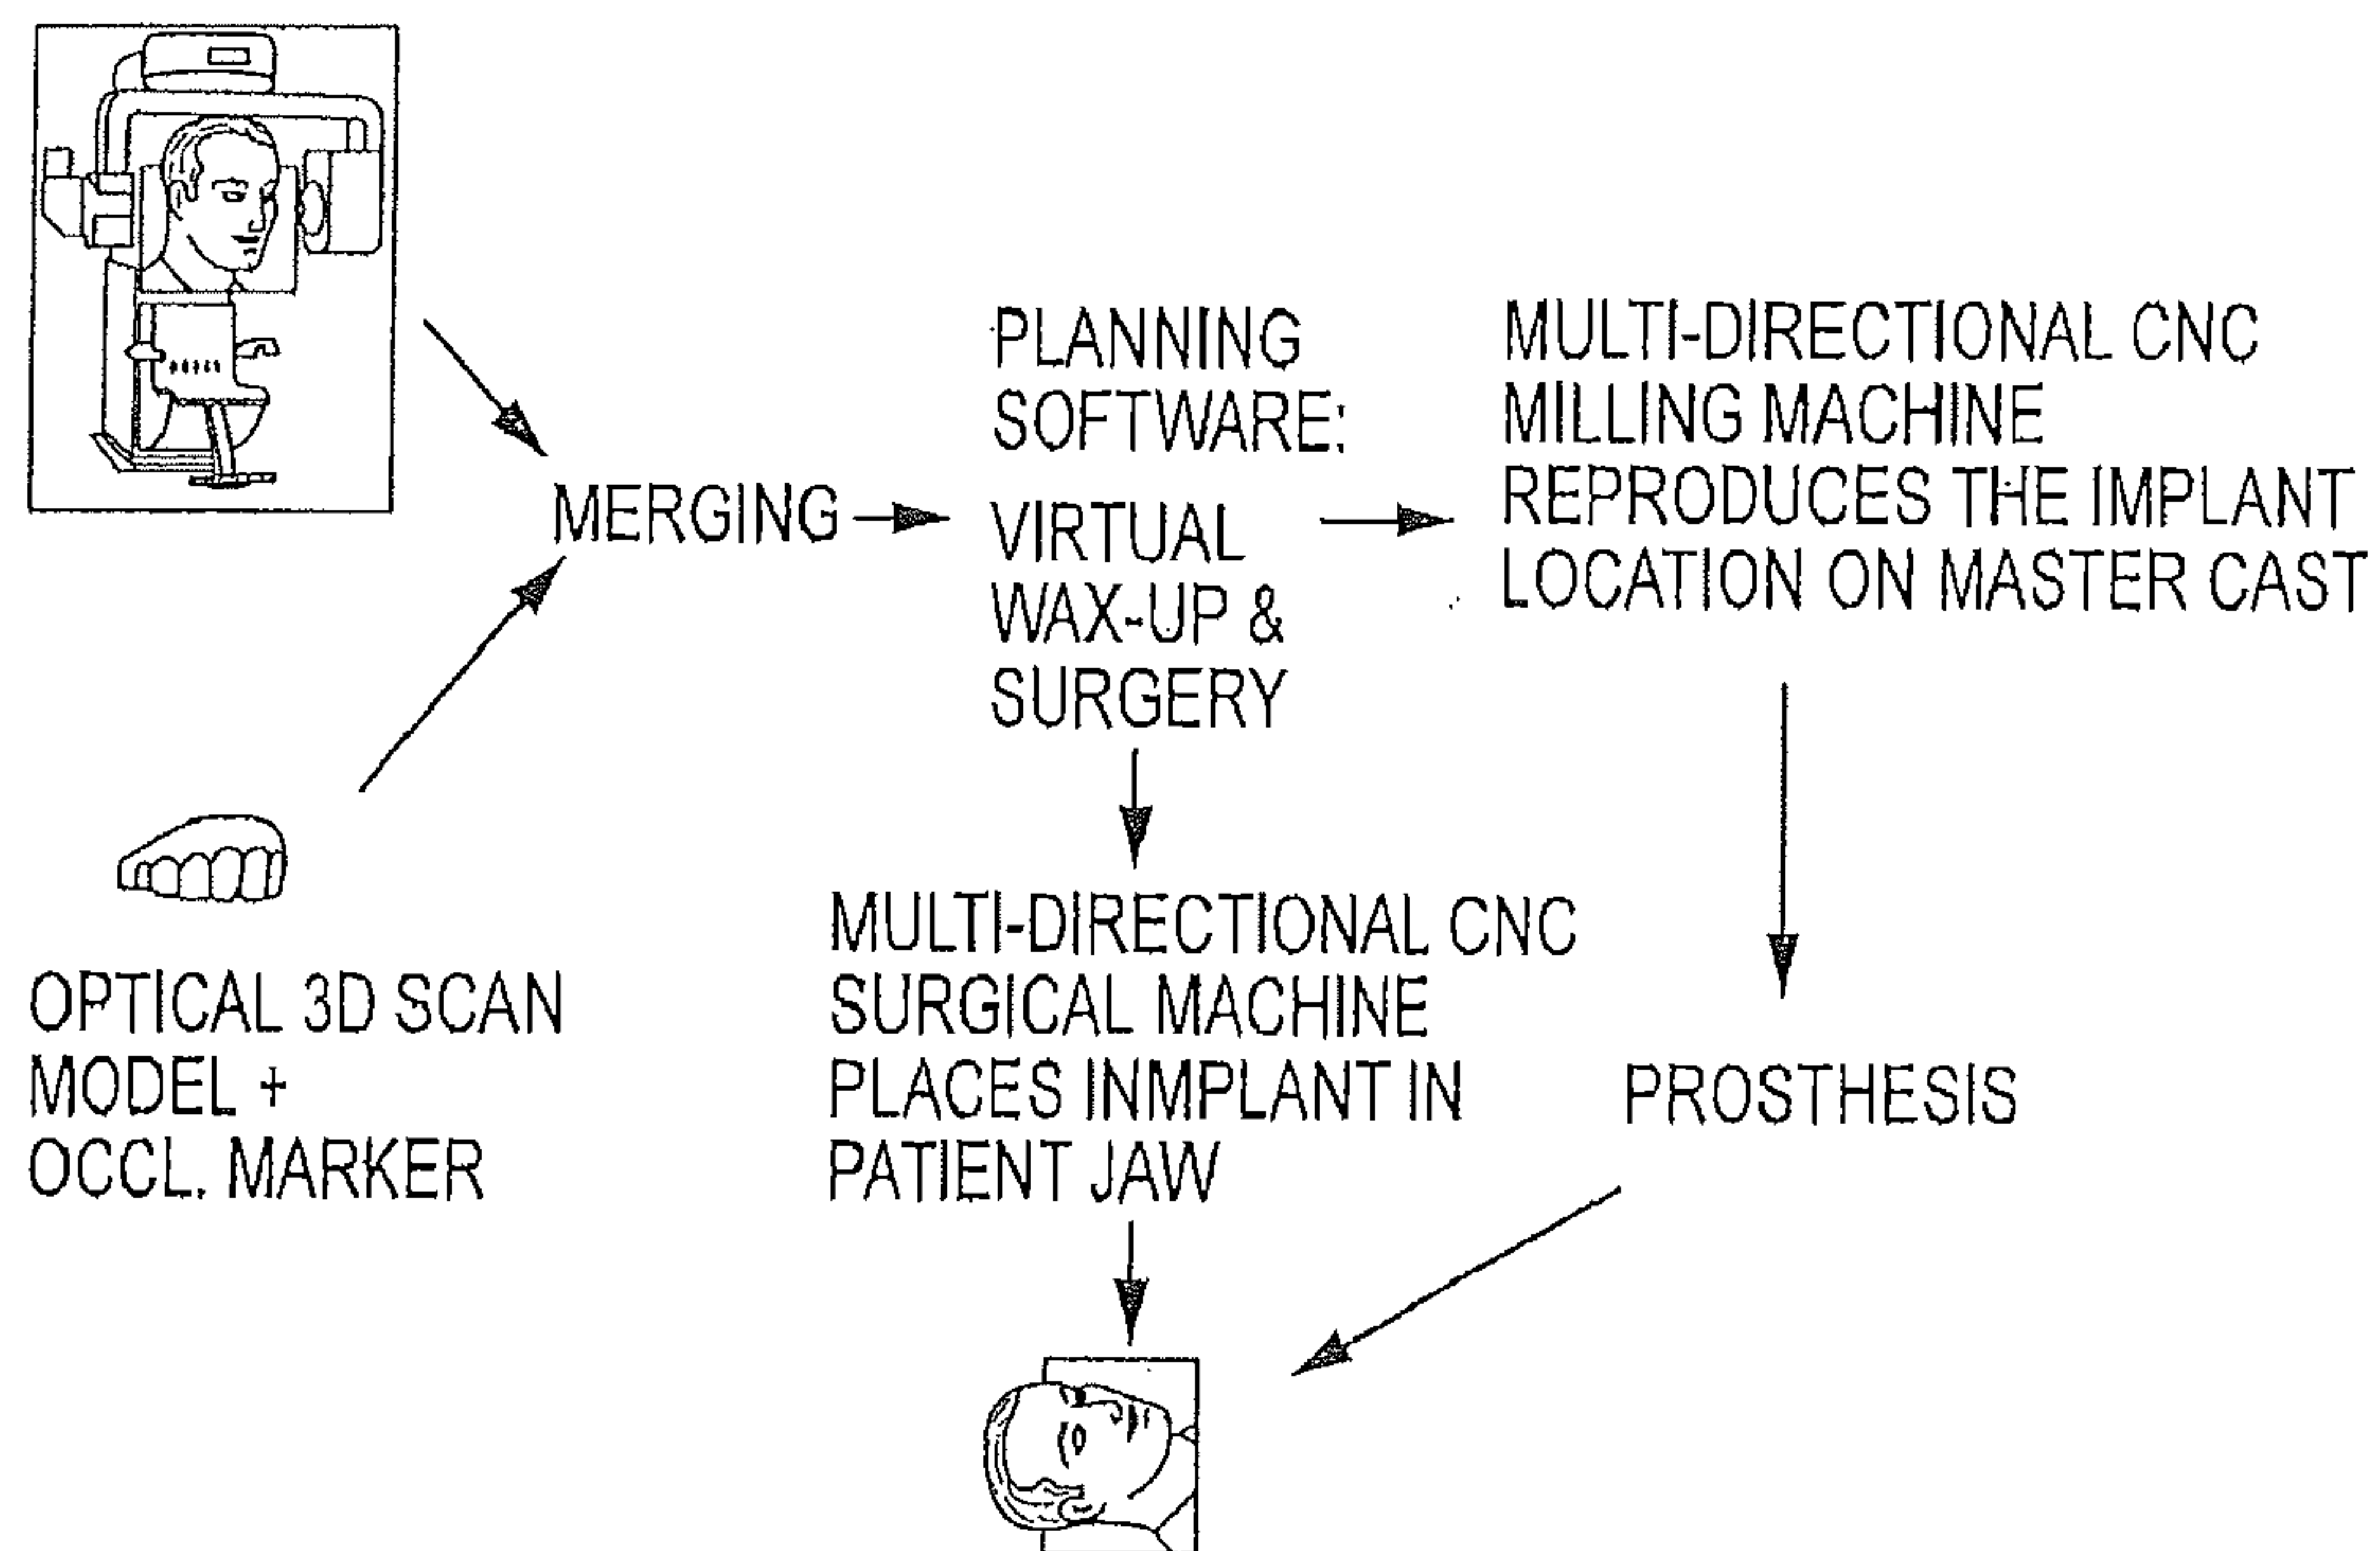 MERGING
PLANNING
SOFTWARE:
VIRTUAL
WAX-UP &
SURGERY
MULTI-DIRECTIONAL CNC
MILLING MACHINE
REPRODUCES THE IMPLANT
LOCATION ON MASTER CAST
OPTICAL 3D SCAN
MODEL +
OCCL. MARKER
MULTI-DIRECTIONAL CNC
SURGICAL MACHINE
PLACES INMPLANT IN
PATIENT JAW
PROSTHESIS